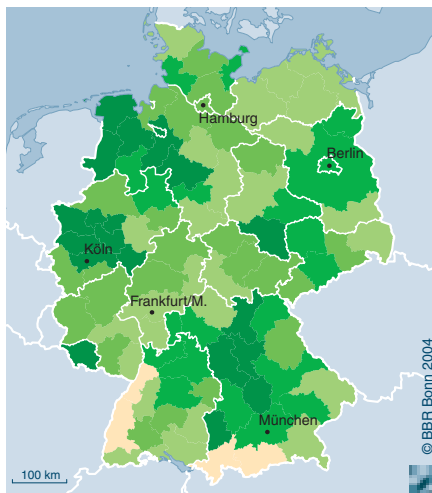 Hamburg
Berlin
Köln
Frankfurt/M.
München
100 km
© BBR Bonn 2004